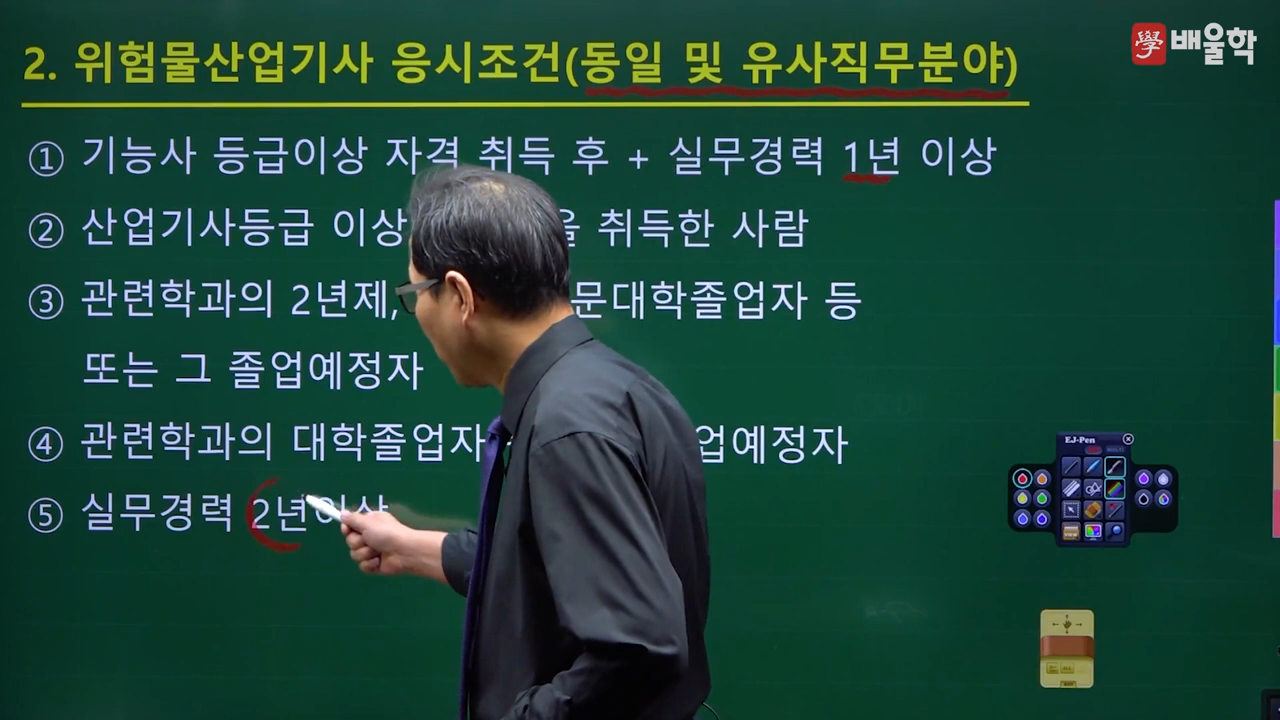 學 배울학
2. 위험물산업기사 응시조건(동일 및 유사직무분야)
① 기능사 등급이상 자격 취득 후 + 실무경력 1년 이상
② 산업기사등급 이상 을 취득한 사람
③ 관련학과의 2년제, 문대학졸업자 등
또는 그 졸업예정자
④ 관련학과의 대학졸업자 업예정자
⑤ 실무경력 2년이상
EJ-Pen